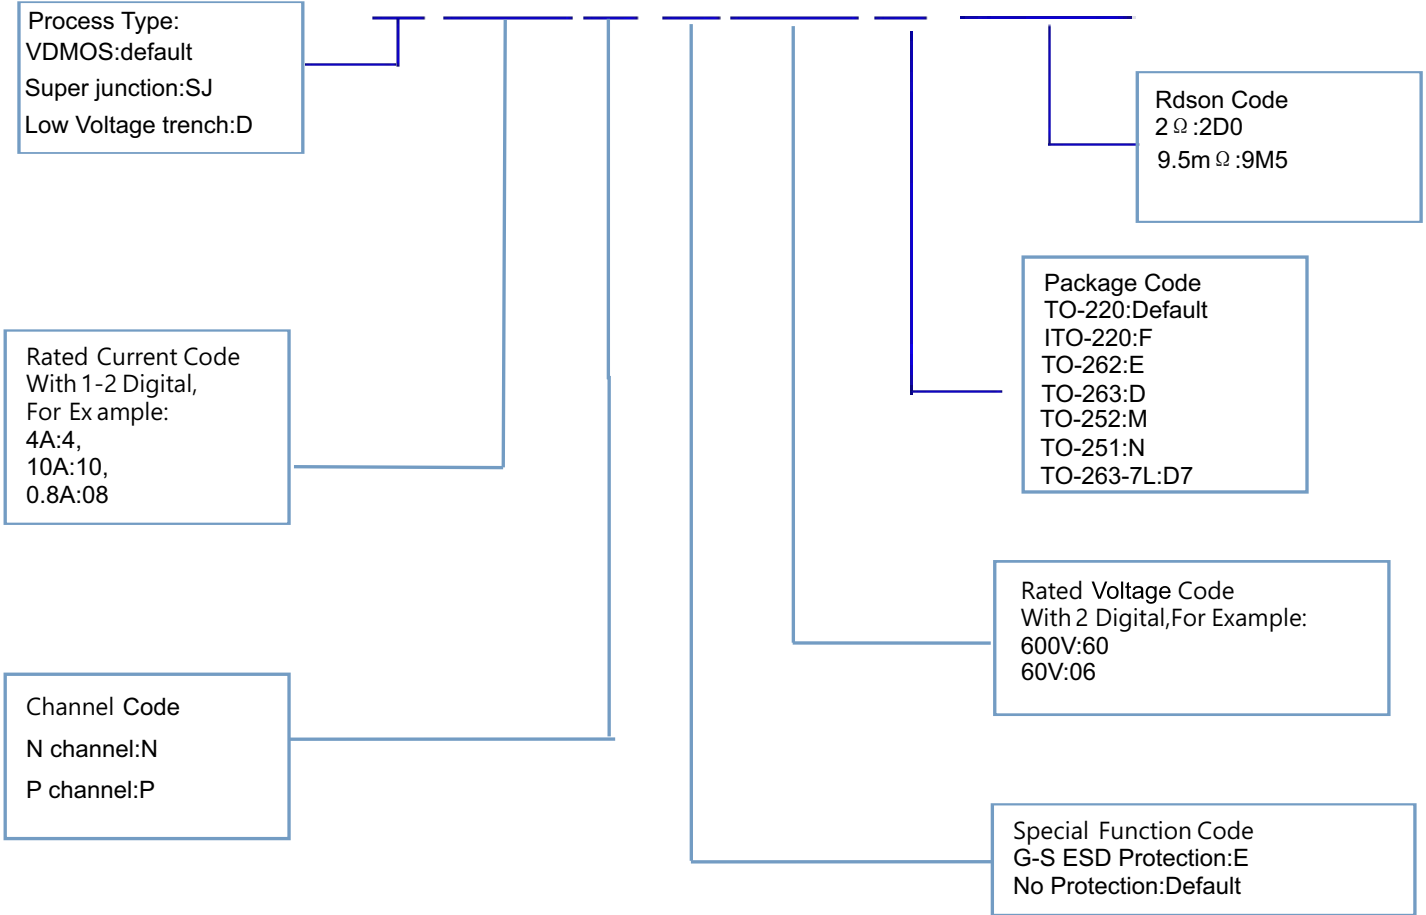 Process Type:
VDMOS:default
Super junction:SJ
Low Voltage trench:D
Rdson Code
2Ω:2D0
9.5mΩ:9M5
Package Code
TO-220:Default
ITO-220:F
TO-262:E
TO-263:D
TO-252:M
TO-251:N
TO-263-7L:D7
Rated Current Code
With 1-2 Digital,
For Example:
4A:4,
10A:10,
0.8A:08
Rated Voltage Code
With 2 Digital,For Example:
600V:60
60V:06
Channel Code
N channel:N
P channel:P
Special Function Code
G-S ESD Protection:E
No Protection:Default